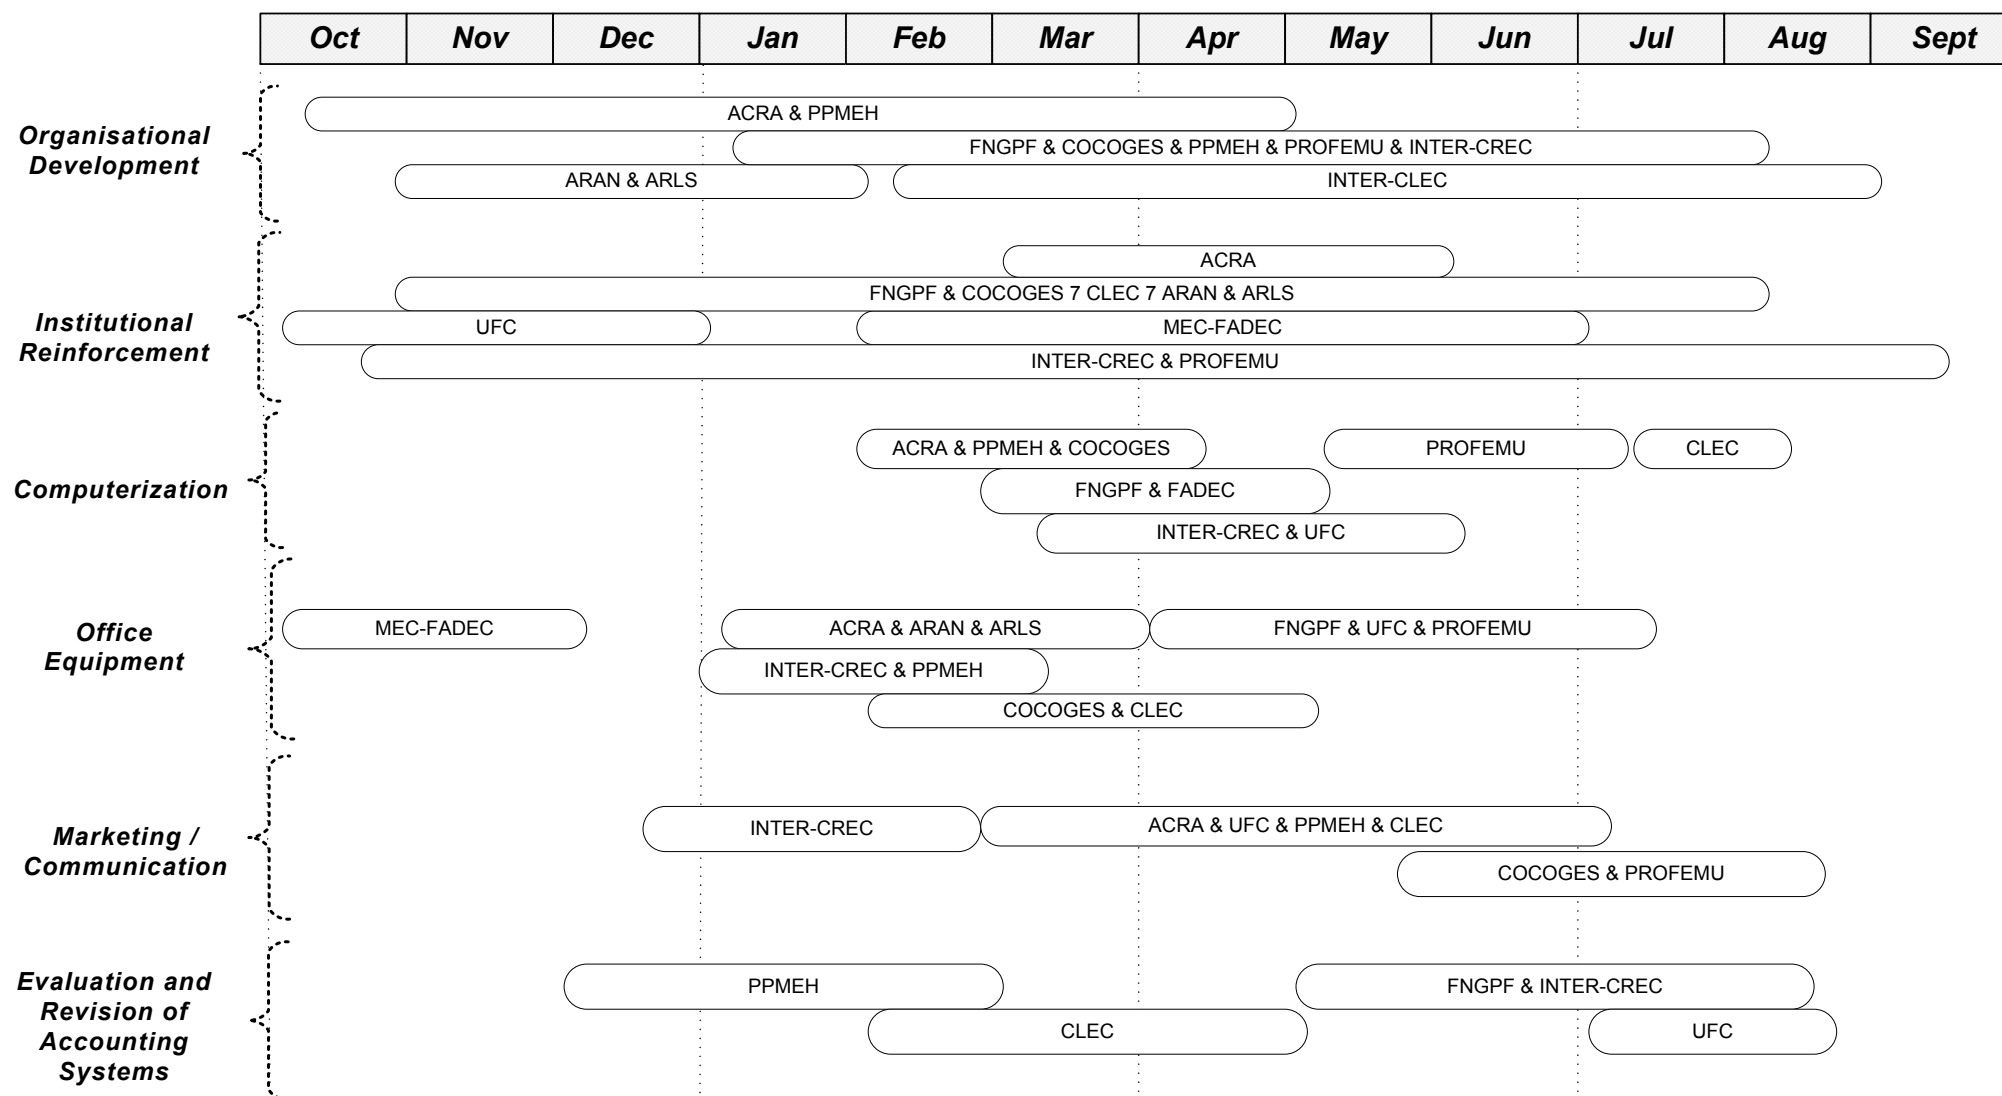 Oct Nov Dec Jan Feb Mar Apr May Jun Jul Aug Sept
Organisational
Development
ACRA & PPMEH
FNGPF & COCOGES & PPMEH & PROFEMU & INTER-CREC
ARAN & ARLS
INTER-CLEC
Institutional
Reinforcement
ACRA
FNGPF & COCOGES 7 CLEC 7 ARAN & ARLS
UFC
MEC-FADEC
INTER-CREC & PROFEMU
Computerization
ACRA & PPMEH & COCOGES
PROFEMU
CLEC
FNGPF & FADEC
INTER-CREC & UFC
Office
Equipment
MEC-FADEC
ACRA & ARAN & ARLS
FNGPF & UFC & PROFEMU
INTER-CREC & PPMEH
COCOGES & CLEC
Marketing /
Communication
INTER-CREC
ACRA & UFC & PPMEH & CLEC
COCOGES & PROFEMU
Evaluation and
Revision of
Accounting
Systems
PPMEH
FNGPF & INTER-CREC
CLEC
UFC